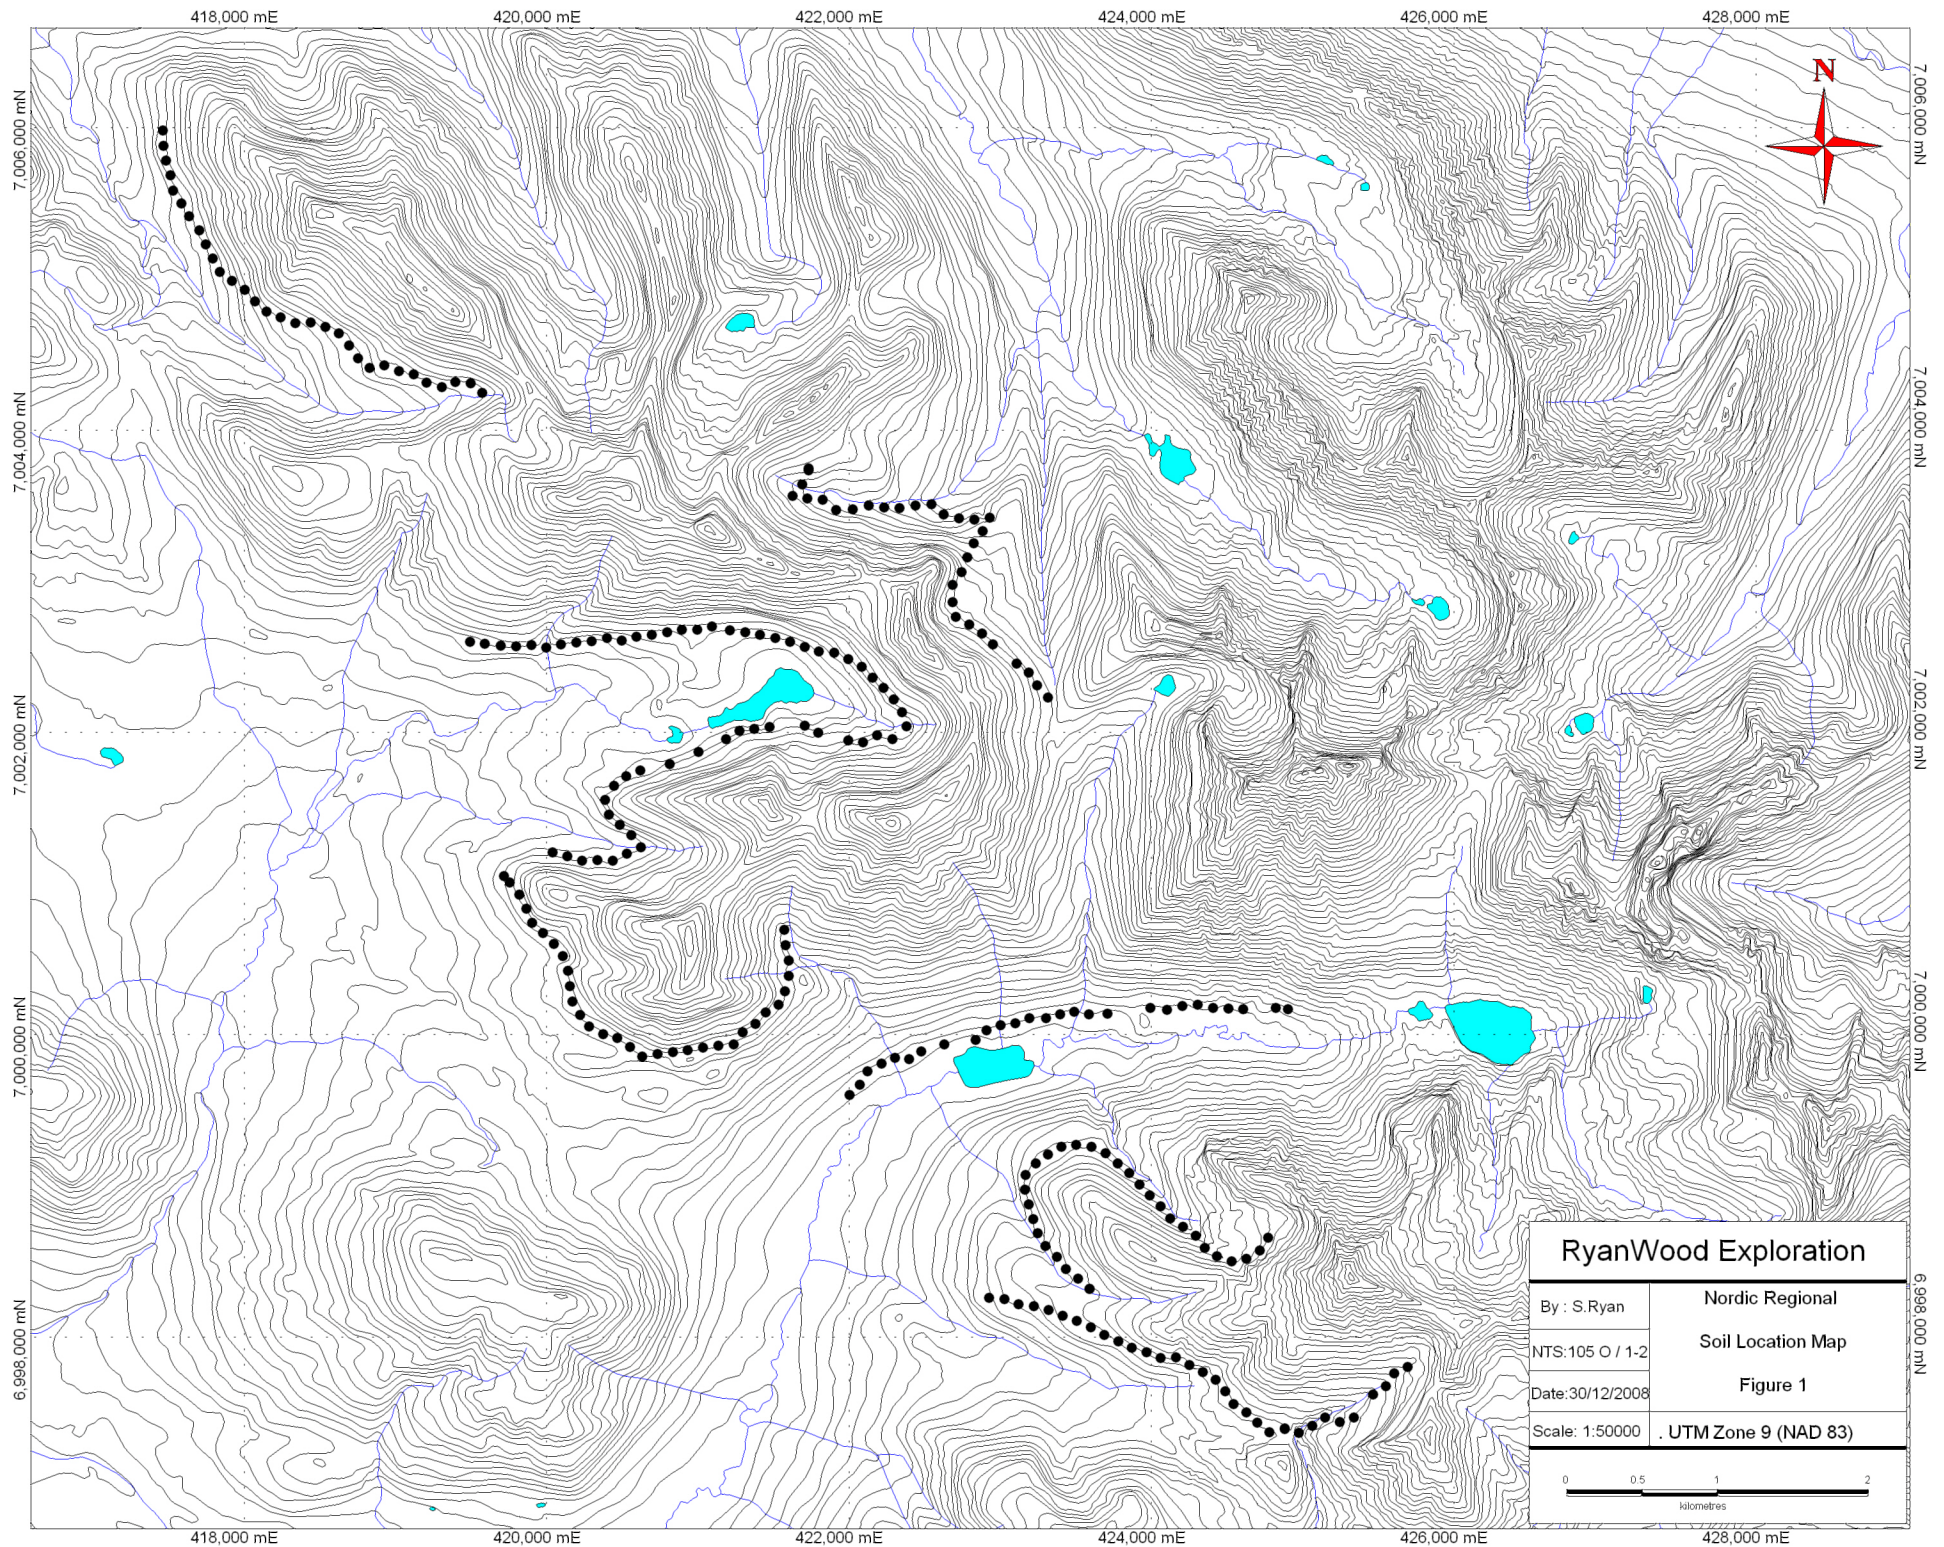 418,000 mE 420,000 mE 422,000 mE 424,000 mE 426,000 mE 428,000 mE
N
7,006,000 mN
7,006,000 mN
7,004,000 mN
7,004,000 mN
7,002,000 mN
7,002,000 mN
7,000,000 mN
7,000,000 mN
6,998,000 mN
6,998,000 mN
RyanWood Exploration
By : S.Ryan
Nordic Regional
Soil Location Map
NTS:105 O / 1-2
Figure 1
Date:30/12/2008
Scale: 1:50000
. UTM Zone 9 (NAD 83)
0 0.5 1 2
kilometres
418,000 mE 420,000 mE 422,000 mE 424,000 mE 426,000 mE 428,000 mE